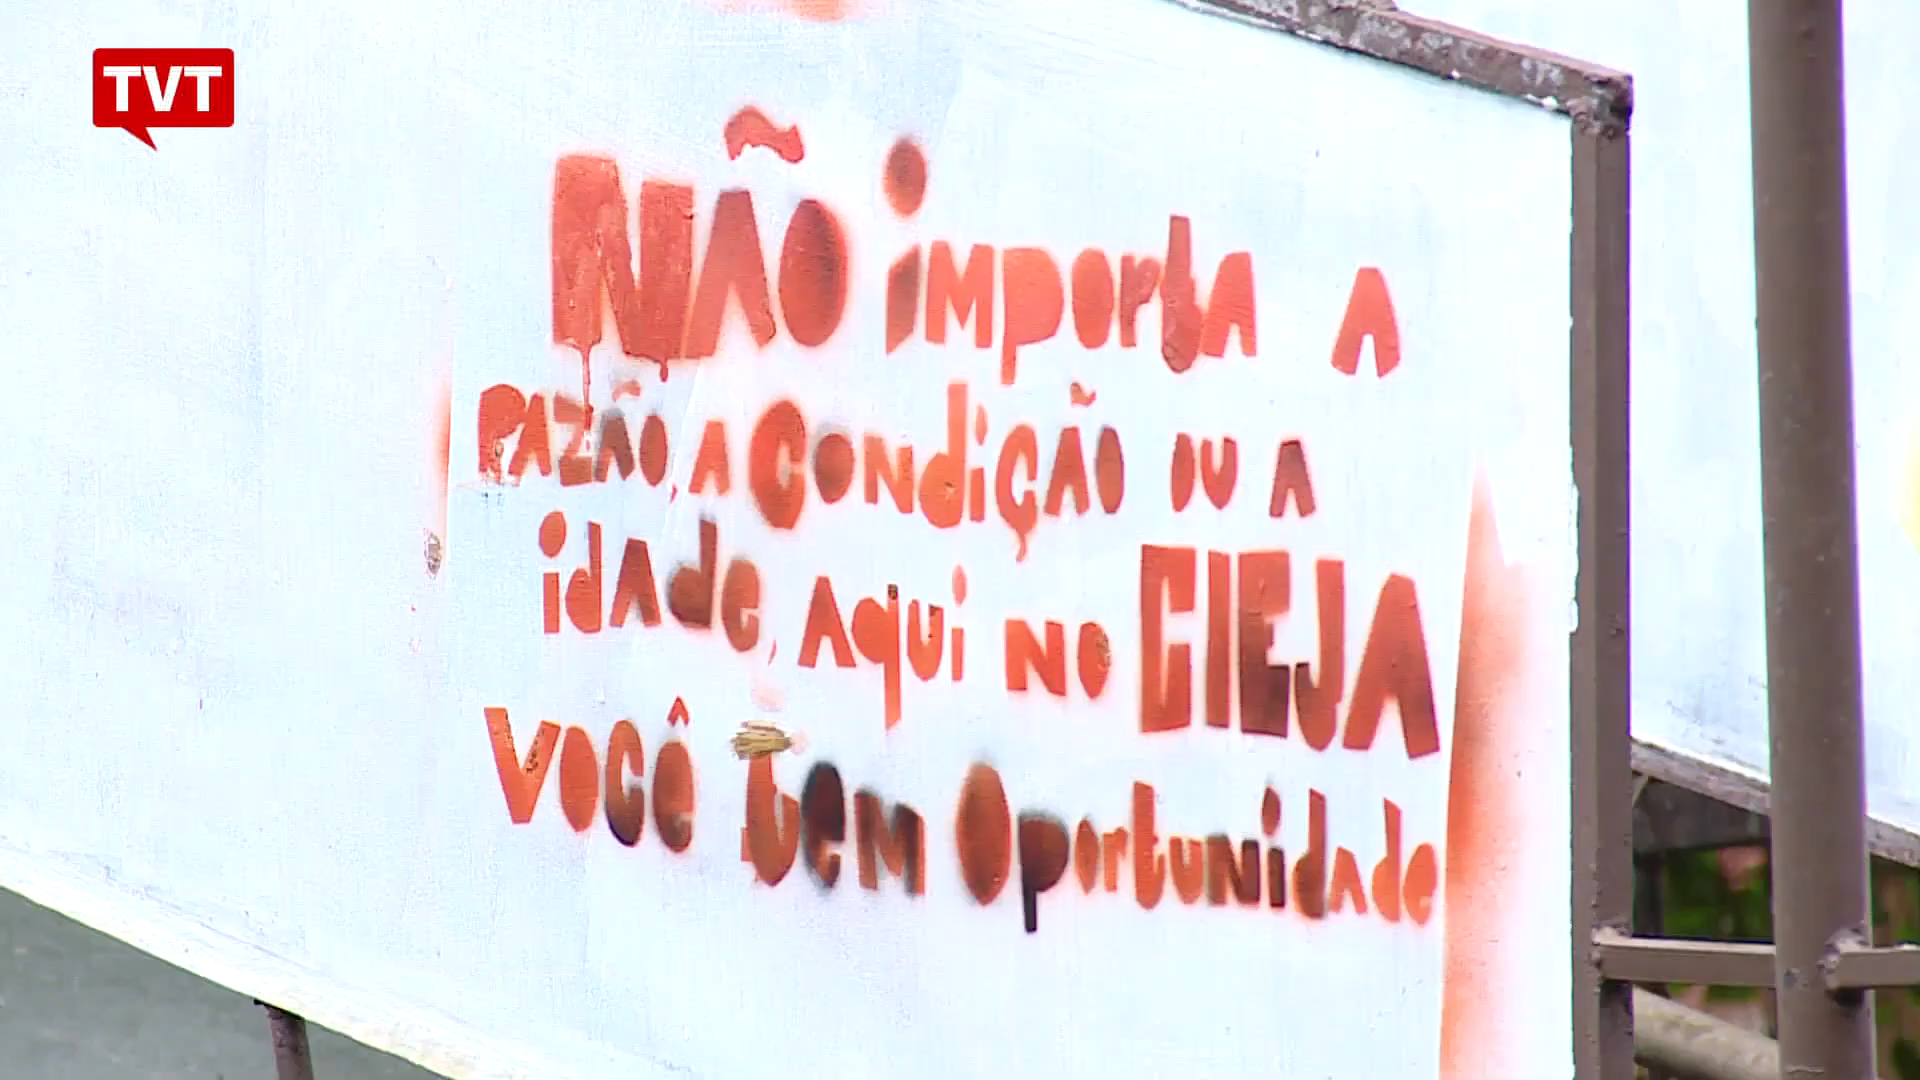 TVT
NÃO importa A
RAZÃO, A CONdiÇÃO OU A
idAde, AQui NO CIEJA
VOCÊ tEM OportuNidAde